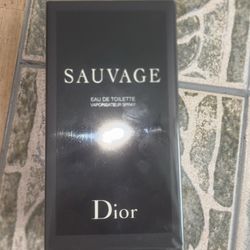 SAUVAGE
EAU DE TOILETTE
VAPORISATEUR SPRAY
Dior